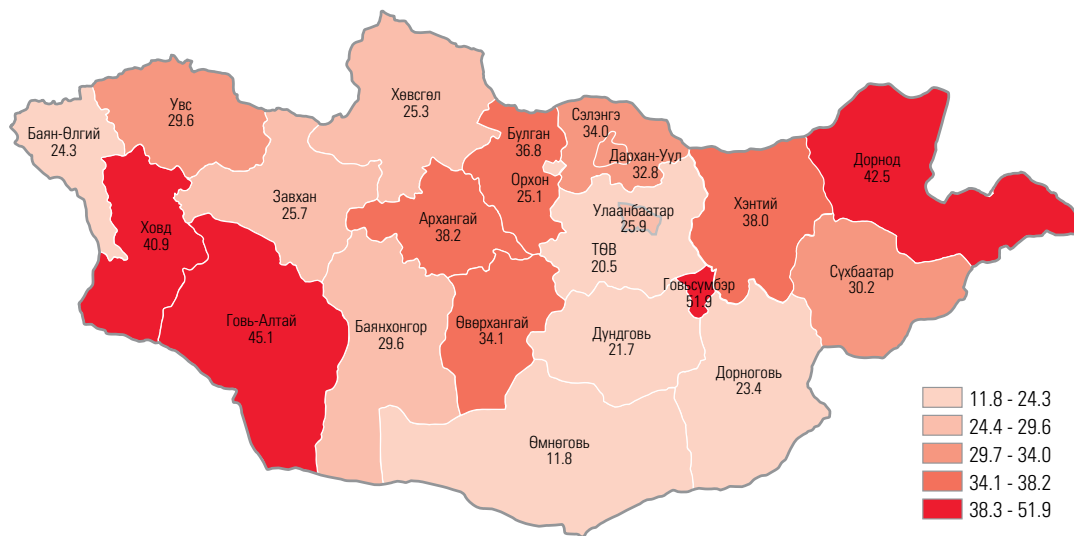 Хөвсгөл
25.3
Увс
29.6
Баян-Өлгий
24.3
Сэлэнгэ
34.0
Булган
36.8
Дархан-Уул
32.8
Дорнод
42.5
Завхан
25.7
Орхон
25.1
Ховд
40.9
Архангай
38.2
Улаанбаатар
25.9
Хэнтий
38.0
ТӨВ
20.5
Сүхбаатар
30.2
Говьсүмбэр
51.9
Говь-Алтай
45.1
Баянхонгор
29.6
Өвөрхангай
34.1
Дундговь
21.7
Дорноговь
23.4
Өмнөговь
11.8
11.8 - 24.3
24.4 - 29.6
29.7 - 34.0
34.1 - 38.2
38.3 - 51.9